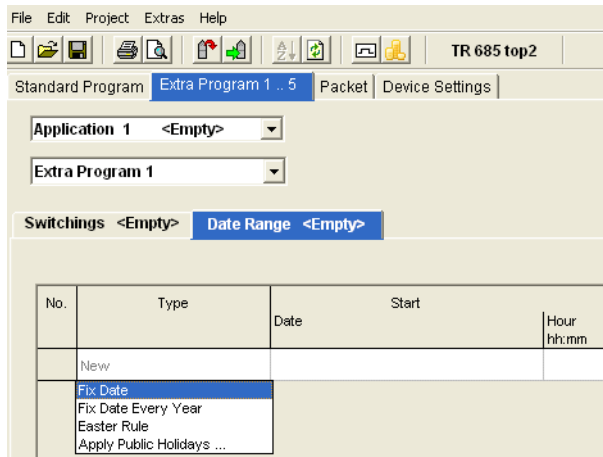 File Edit Project Extras Help
TR 685 top2
Standard Program Extra Program 1 .. 5 Packet Device Settings
Application 1 <Empty>
Extra Program 1
Switchings <Empty> Date Range <Empty>
No. Type Start
Date Hour
hh:mm
New
Fix Date
Fix Date Every Year
Easter Rule
Apply Public Holidays ...